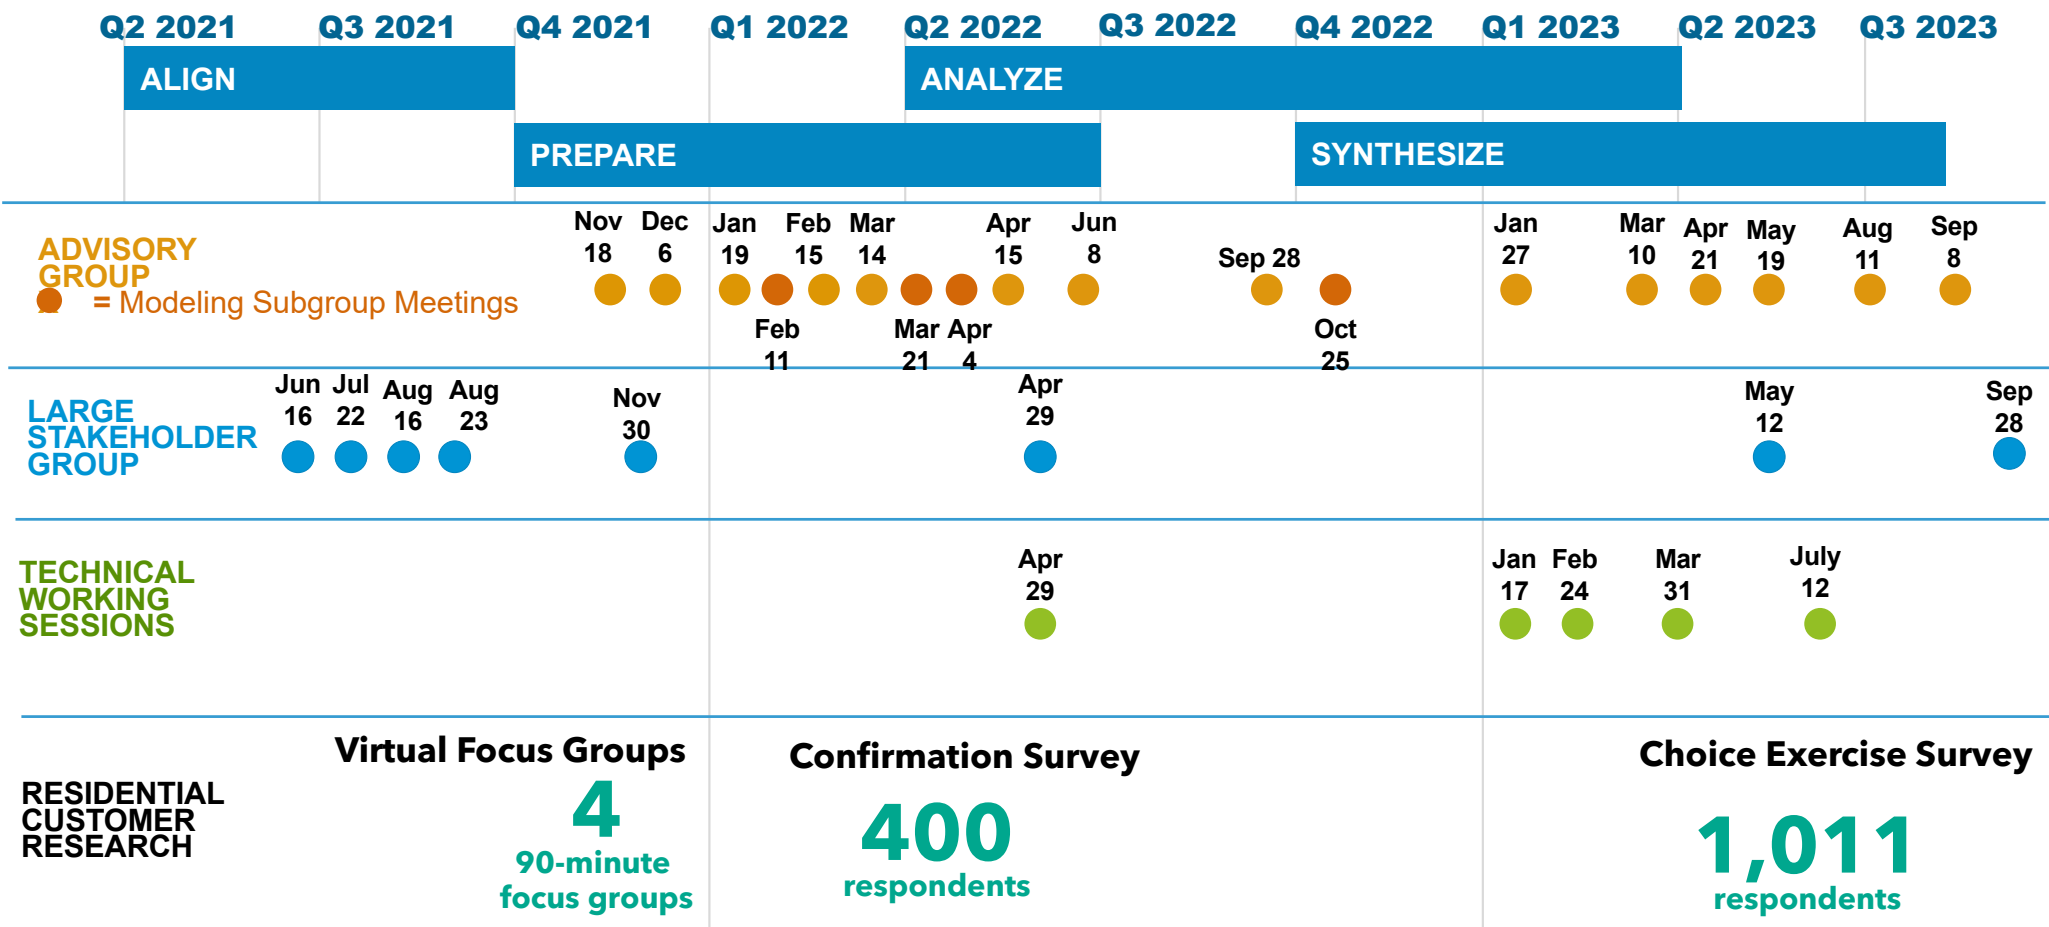 Q2 2021 Q3 2021 Q4 2021 Q1 2022 Q2 2022 Q3 2022 Q4 2022 Q1 2023 Q2 2023 Q3 2023
ALIGN ANALYZE
PREPARE SYNTHESIZE
ADVISORY
GROUP
= Modeling Subgroup Meetings
Nov Dec Jan Feb Mar Apr Jun Jan Mar Apr May Aug Sep
18 6 19 15 14 15 8 Sep 28 27 10 21 19 11 8
Feb Mar Apr Oct
11 21 4 25
LARGE
STAKEHOLDER
GROUP
Jun Jul Aug Aug Nov Apr May Sep
16 22 16 23 30 29 12 28
TECHNICAL
WORKING
SESSIONS
Apr Jan Feb Mar July
29 17 24 31 12
RESIDENTIAL
CUSTOMER
RESEARCH
Virtual Focus Groups
4
90-minute
focus groups
Confirmation Survey
400
respondents
Choice Exercise Survey
1,011
respondents